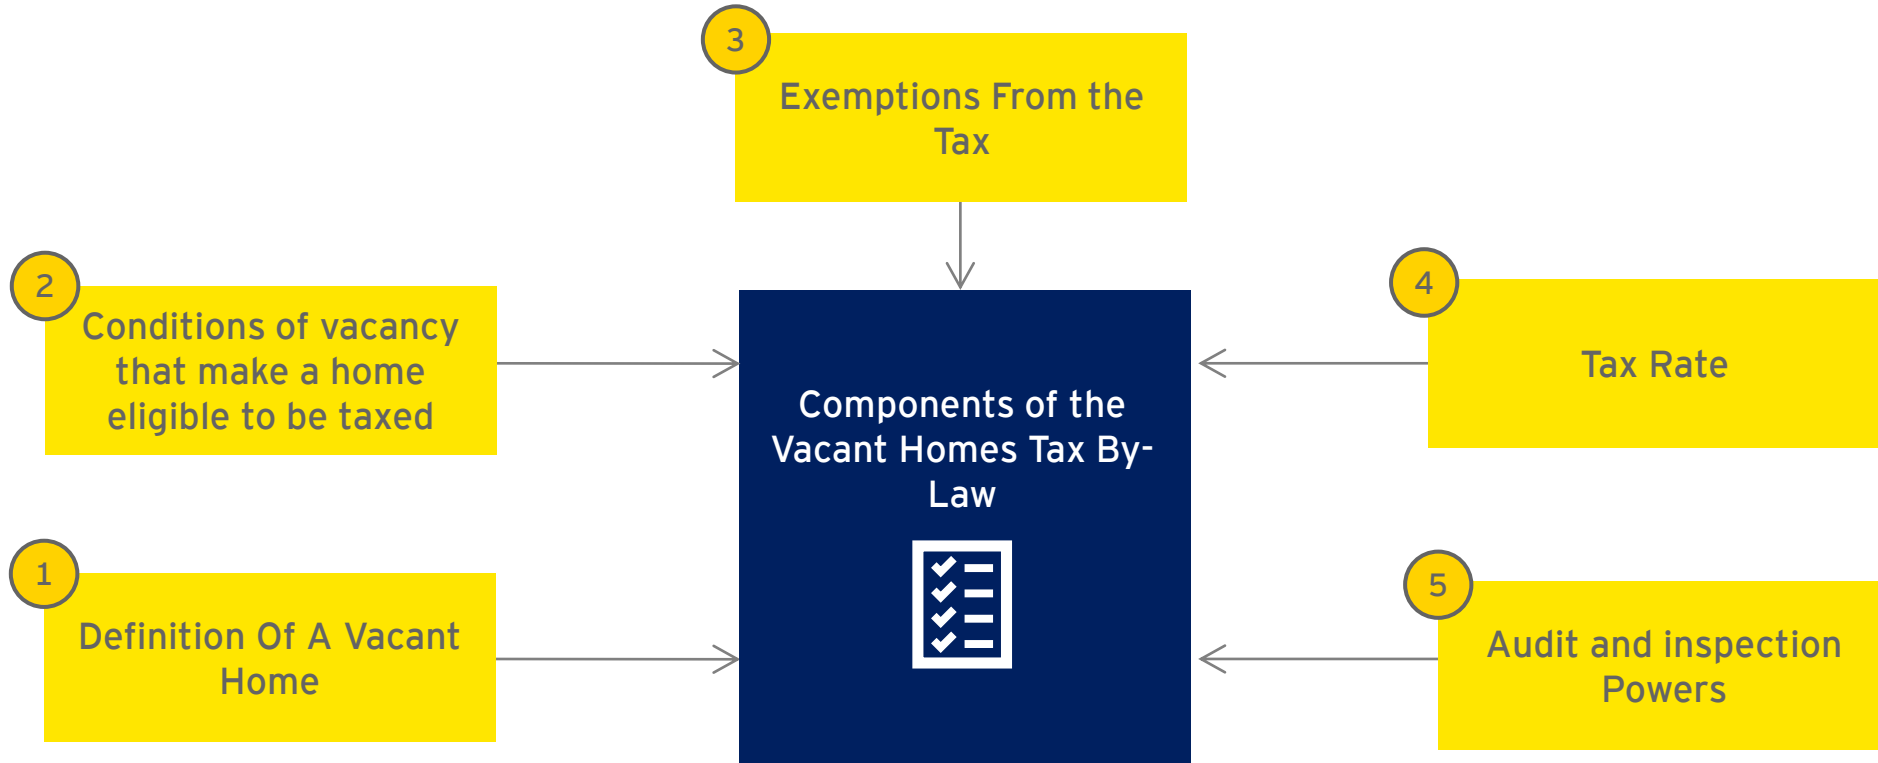 3
Exemptions From the
Tax
2
Conditions of vacancy
that make a home
eligible to be taxed
4
Tax Rate
Components of the
Vacant Homes Tax By-
Law
1
Definition Of A Vacant
Home
5
Audit and inspection
Powers